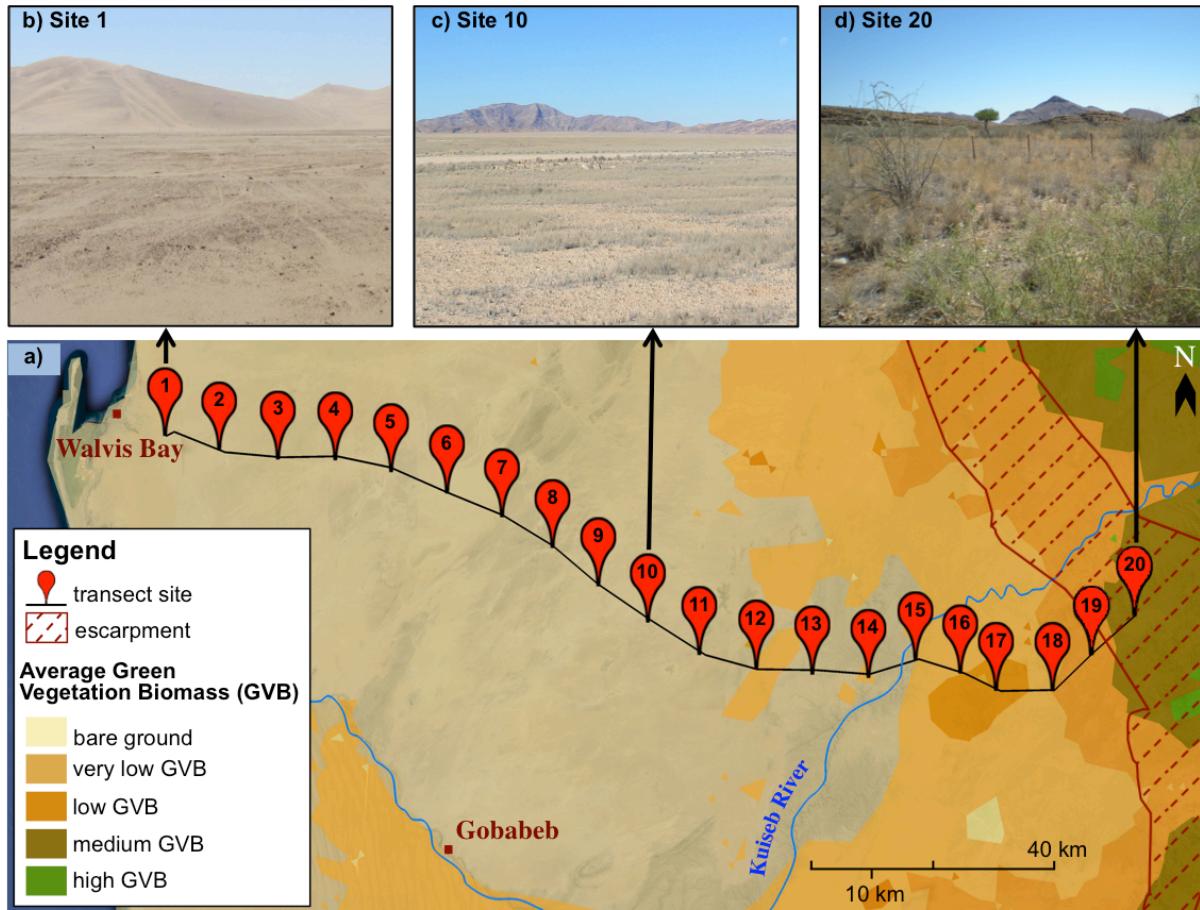 b) Site 1
c) Site 10
d) Site 20
a)
N
1
2
3
4
5
6
7
8
9
10
11
12
13
14
15
16
17
18
19
20
Walvis Bay
Legend
transect site
escarpment
Average Green
Vegetation Biomass (GVB)
bare ground
very low GVB
low GVB
medium GVB
high GVB
Gobabeb
Kuiseb River
40 km
10 km